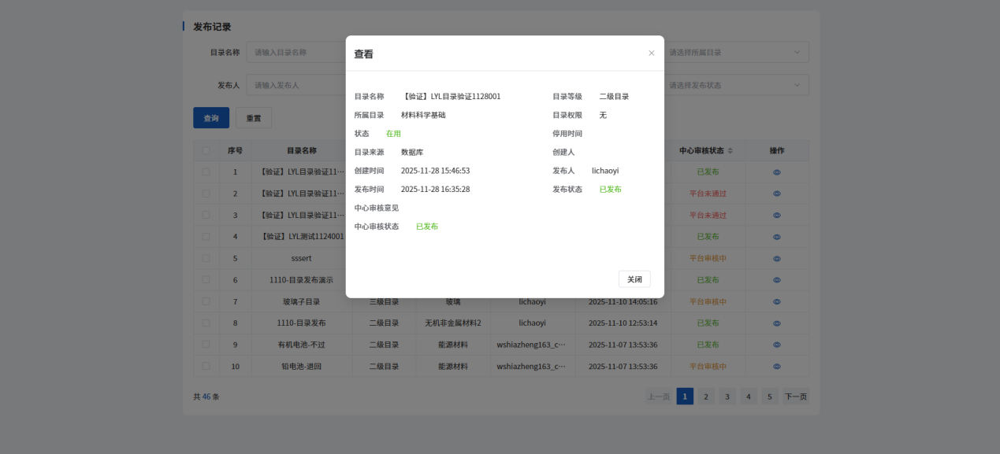 发布记录
目录名称 请输入目录名称 请选择所属目录
发布人 请输入发布人 请选择发布状态
查询 重置
序号 目录名称 中心审核状态 操作
1 【验证】LYL目录验证11··· 已发布
2 【验证】LYL目录验证11··· 平台未通过
3 【验证】LYL目录验证11··· 平台未通过
4 【验证】LYL测试1124001 已发布
5 sssert 平台审核中
6 1110-目录发布演示 已发布
7 玻璃子目录 三级目录 玻璃 lichaoyi 2025-11-10 14:05:16 平台审核中
8 1110-目录发布 二级目录 无机非金属材料2 lichaoyi 2025-11-10 12:53:14 已发布
9 有机电池-不过 二级目录 能源材料 wshiazheng163_c··· 2025-11-07 13:53:36 已发布
10 铅电池-退回 二级目录 能源材料 wshiazheng163_c··· 2025-11-07 13:53:36 平台审核中
共 46 条 上一页 1 2 3 4 5 下一页
查看
目录名称 【验证】LYL目录验证1128001 目录等级 二级目录
所属目录 材料科学基础 目录权限 无
状态 在用 停用时间
目录来源 数据库 创建人
创建时间 2025-11-28 15:46:53 发布人 lichaoyi
发布时间 2025-11-28 16:35:28 发布状态 已发布
中心审核意见
中心审核状态 已发布
关闭